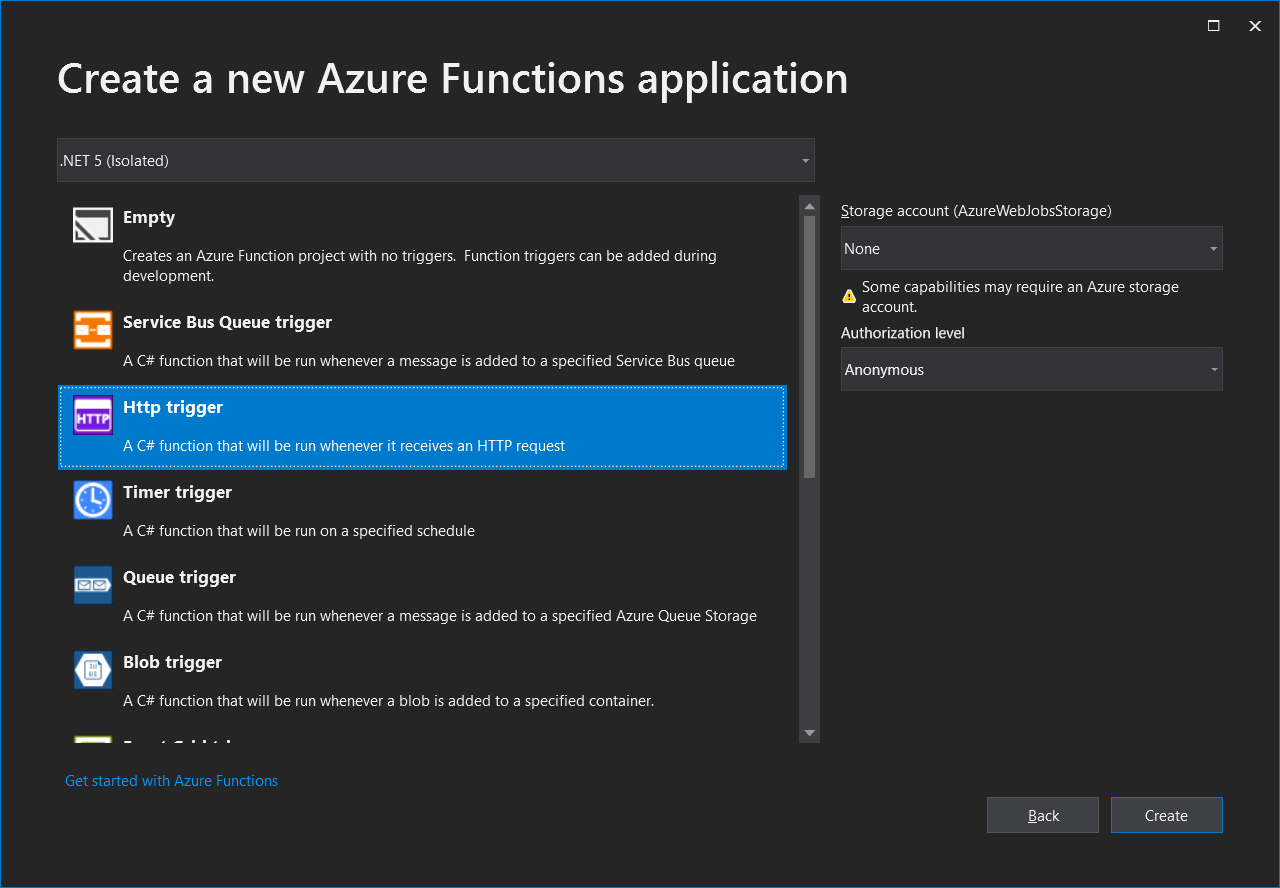 Create a new Azure Functions application
.NET 5 (Isolated)
Empty
Creates an Azure Function project with no triggers.  Function triggers can be added during
development.
Service Bus Queue trigger
A C# function that will be run whenever a message is added to a specified Service Bus queue
HTTP
Http trigger
A C# function that will be run whenever it receives an HTTP request
Timer trigger
A C# function that will be run on a specified schedule
Queue trigger
A C# function that will be run whenever a message is added to a specified Azure Queue Storage
Blob trigger
A C# function that will be run whenever a blob is added to a specified container.
Storage account (AzureWebJobsStorage)
None
Some capabilities may require an Azure storage
account.
Authorization level
Anonymous
Get started with Azure Functions
Back
Create